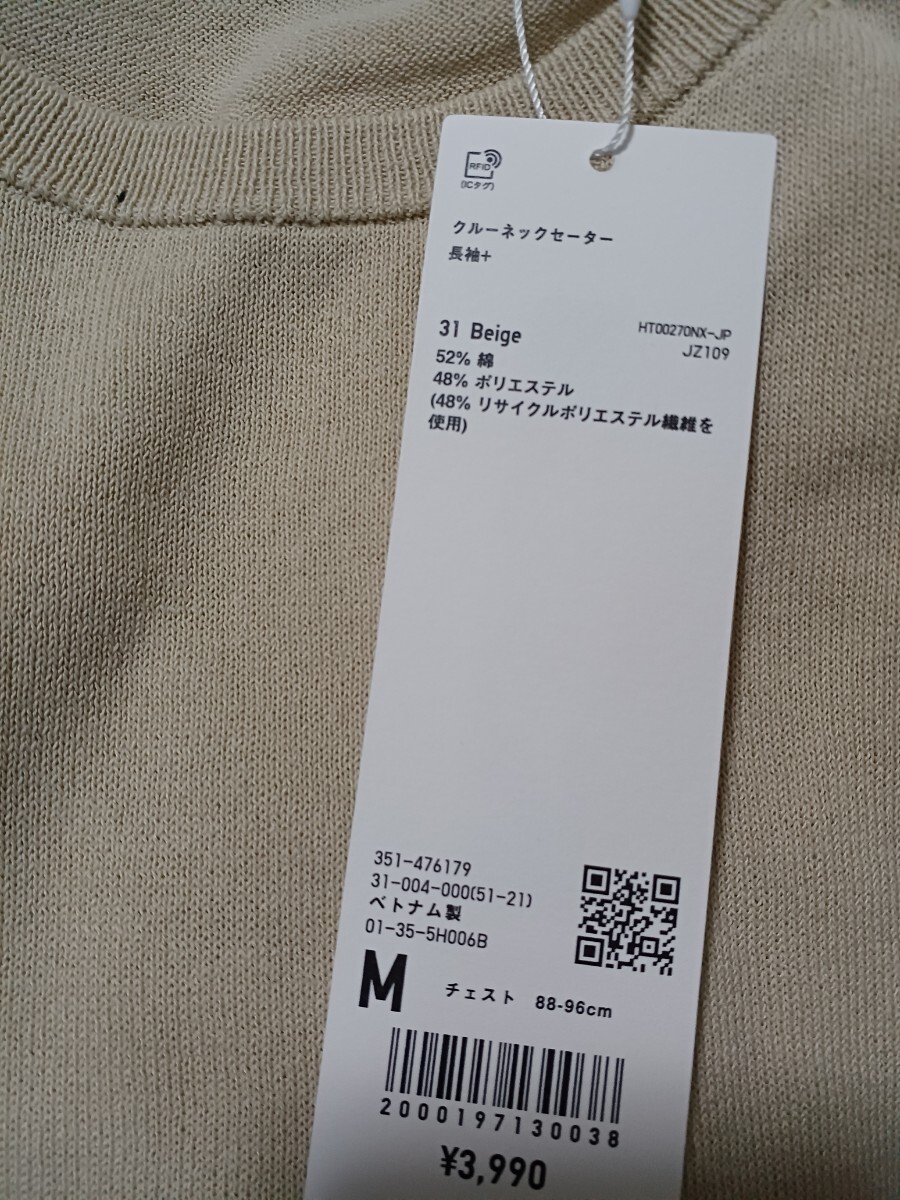 RFID
(ICタグ)
クルーネックセーター
長袖+
31 Beige
HT00270NX-JP
JZ109
52% 綿
48% ポリエステル
(48% リサイクルポリエステル繊維を
使用)
351-476179
31-004-000(51-21)
ベトナム製
01-35-5H006B
M チェスト 88-96cm
2000197130038
¥3,990